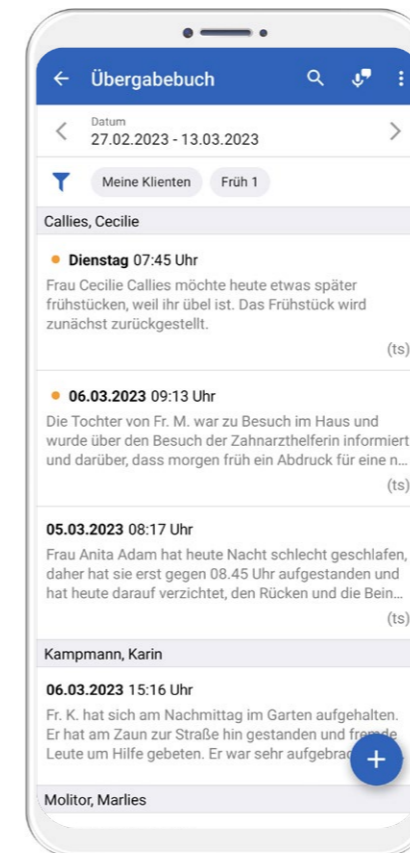 Übergabebuch
Datum
27.02.2023 - 13.03.2023
Meine Klienten Früh 1
Callies, Cecilie
Dienstag 07:45 Uhr
Frau Cecilie Callies möchte heute etwas später
frühstücken, weil ihr übel ist. Das Frühstück wird
zunächst zurückgestellt.
(ts)
06.03.2023 09:13 Uhr
Die Tochter von Fr. M. war zu Besuch im Haus und
wurde über den Besuch der Zahnarzthelferin informiert
und darüber, dass morgen früh ein Abdruck für eine n...
(ts)
05.03.2023 08:17 Uhr
Frau Anita Adam hat heute Nacht schlecht geschlafen,
daher hat sie erst gegen 08.45 Uhr aufgestanden und
hat heute darauf verzichtet, den Rücken und die Bein...
(ts)
Kampmann, Karin
06.03.2023 15:16 Uhr
Fr. K. hat sich am Nachmittag im Garten aufgehalten.
Er hat am Zaun zur Straße hin gestanden und fremde
Leute um Hilfe gebeten. Er war sehr
Molitor, Marlies